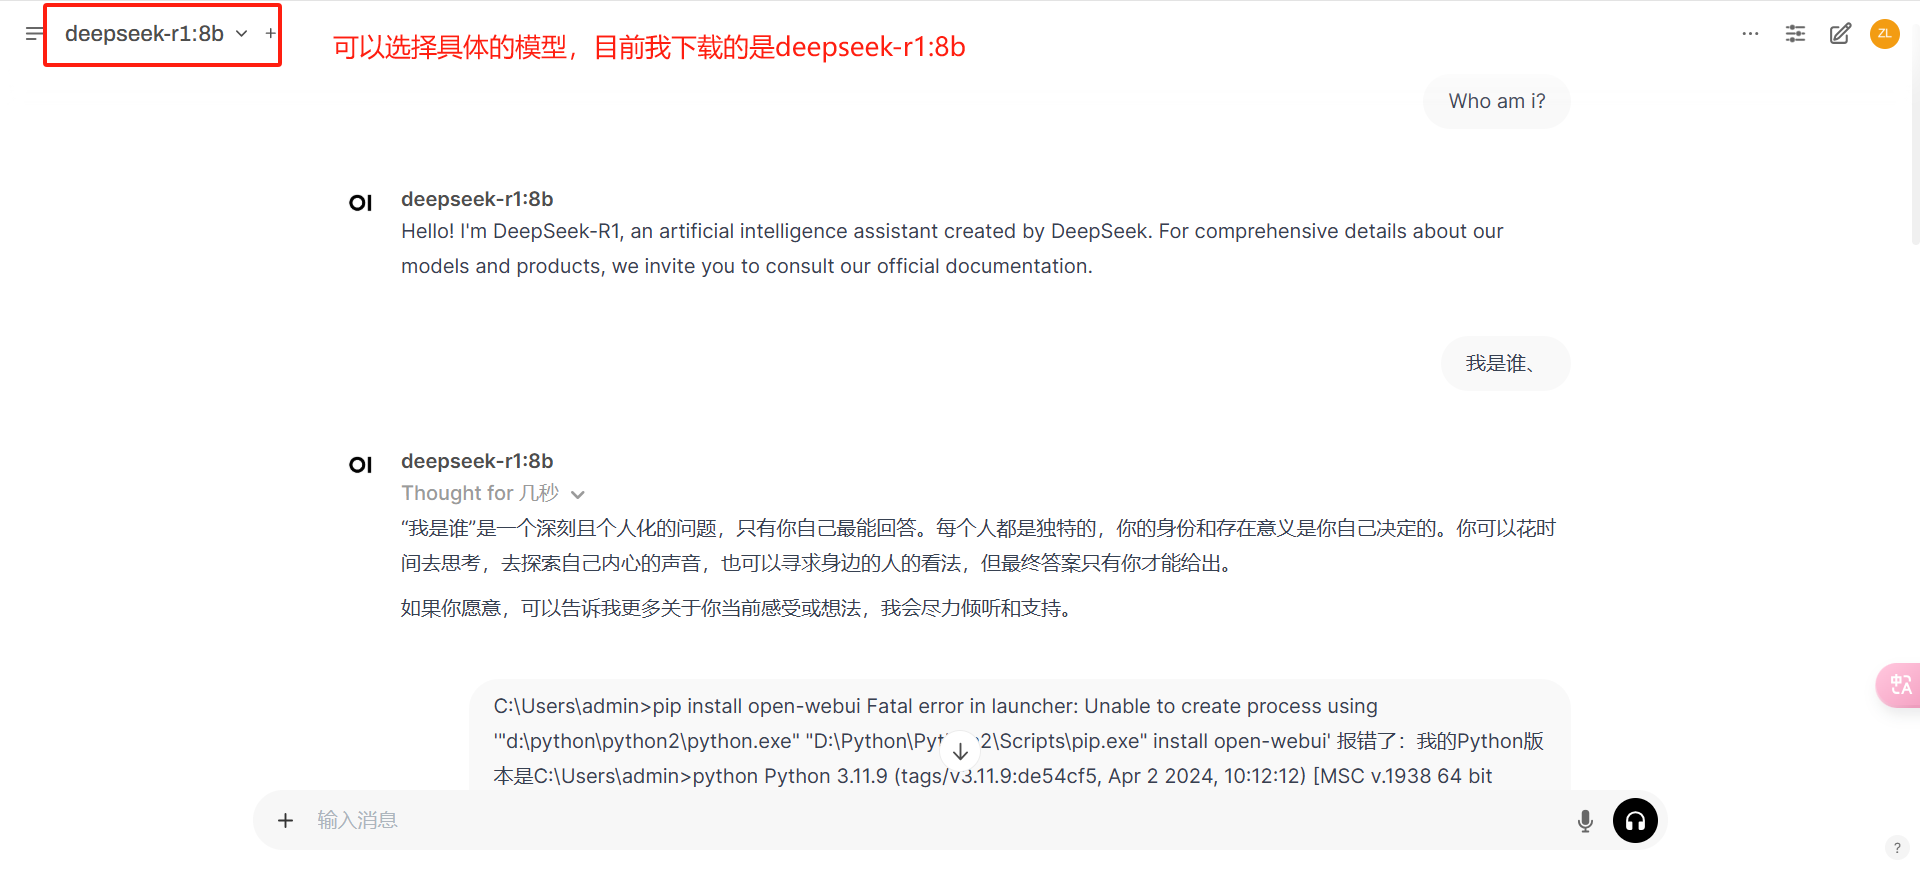 deepseek-r1:8b
可以选择具体的模型，目前我下载的是deepseek-r1:8b
ZL
Who am i?
OI
deepseek-r1:8b
Hello! I'm DeepSeek-R1, an artificial intelligence assistant created by DeepSeek. For comprehensive details about our
models and products, we invite you to consult our official documentation.
我是谁、
OI
deepseek-r1:8b
Thought for 几秒
“我是谁”是一个深刻且个人化的问题，只有你自己最能回答。每个人都是独特的，你的身份和存在意义是你自己决定的。你可以花时
间去思考，去探索自己内心的声音，也可以寻求身边的人的看法，但最终答案只有你才能给出。
如果你愿意，可以告诉我更多关于你当前感受或想法，我会尽力倾听和支持。
C:\Users\admin>pip install open-webui Fatal error in launcher: Unable to create process using
'"d:\python\python2\python.exe" "D:\Python\Python2\Scripts\pip.exe" install open-webui' 报错了：我的Python版
本是C:\Users\admin>python Python 3.11.9 (tags/v3.11.9:de54cf5, Apr 2 2024, 10:12:12) [MSC v.1938 64 bit
输入消息
中A
?